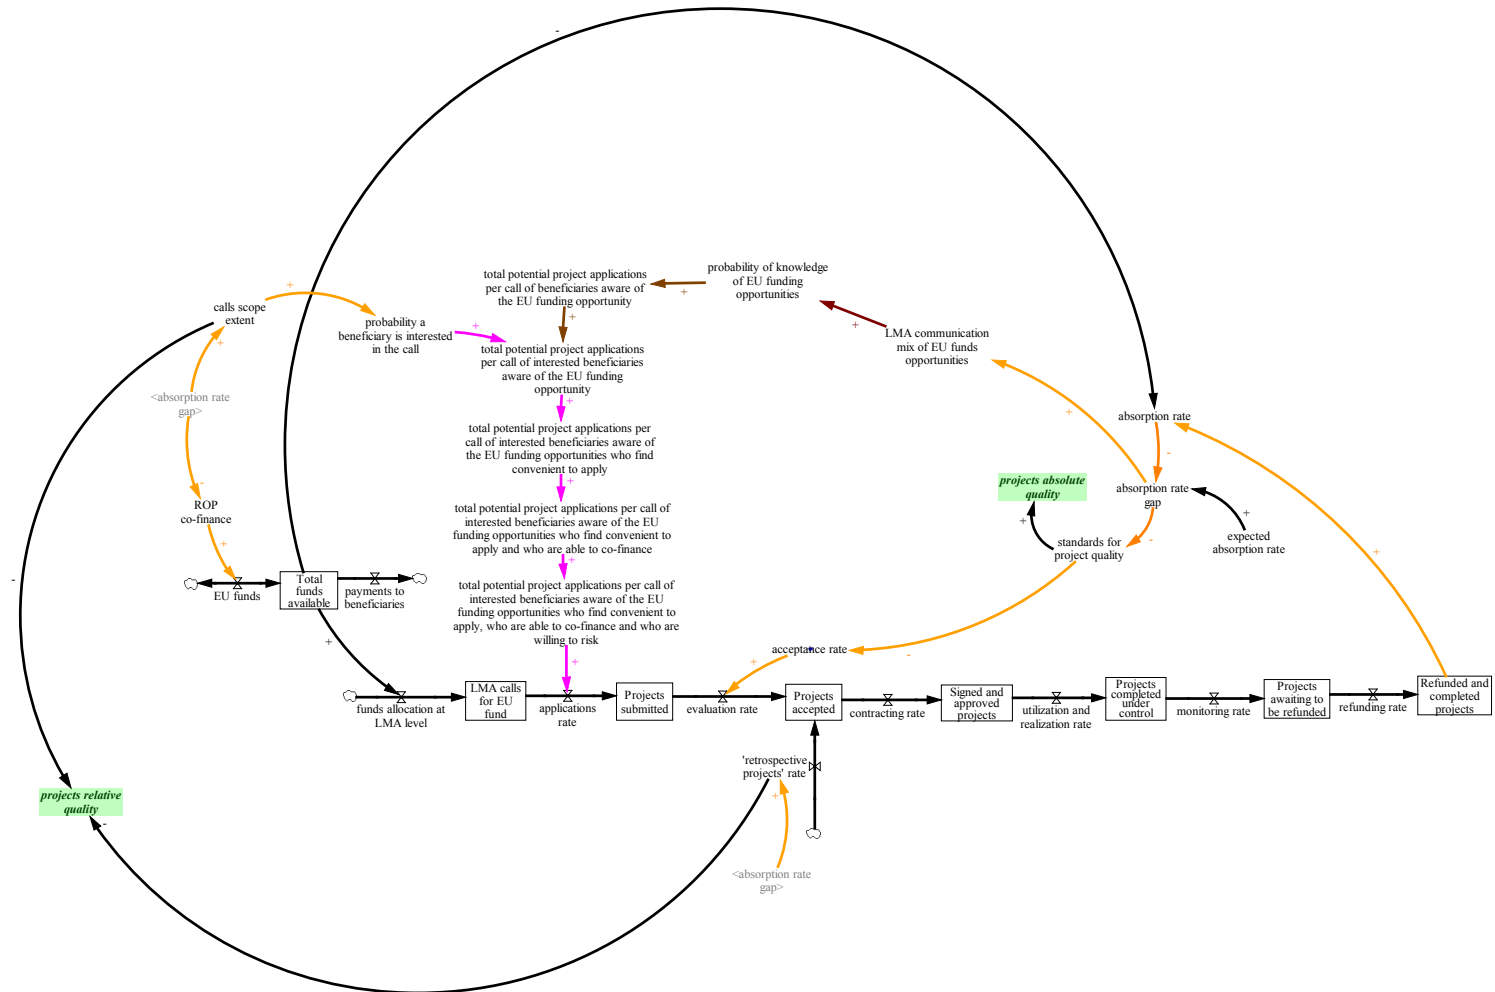 -
total potential project applications
per call of beneficiaries aware of
the EU funding opportunity
+
probability of knowledge
of EU funding
opportunities
+
calls scope
extent
+
probability a
beneficiary is interested
in the call
+
+
total potential project applications
per call of interested beneficiaries
aware of the EU funding
opportunity
+
LMA communication
mix of EU funds
opportunities
+
+
<absorption rate
gap>
-
ROP
co-finance
+
EU funds
Total
funds
available
payments to
beneficiaries
+
total potential project applications per
call of interested beneficiaries aware of
the EU funding opportunities who find
convenient to apply
+
total potential project applications per call of
interested beneficiaries aware of the EU
funding opportunities who find convenient to
apply and who are able to co-finance
+
total potential project applications per call of
interested beneficiaries aware of the EU
funding opportunities who find convenient to
apply, who are able to co-finance and who are
willing to risk
+
absorption rate
-
absorption rate
gap
+
expected
absorption rate
projects absolute
quality
+
standards for
project quality
-
+
-
acceptance rate
-
+
funds allocation at
LMA level
LMA calls
for EU
fund
applications
rate
Projects
submitted
evaluation rate
Projects
accepted
contracting rate
Signed and
approved
projects
utilization and
realization rate
Projects
completed
under
control
monitoring rate
Projects
awaiting to
be refunded
refunding rate
Refunded and
completed
projects
'retrospective
projects' rate
+
<absorption rate
gap>
projects relative
quality
-